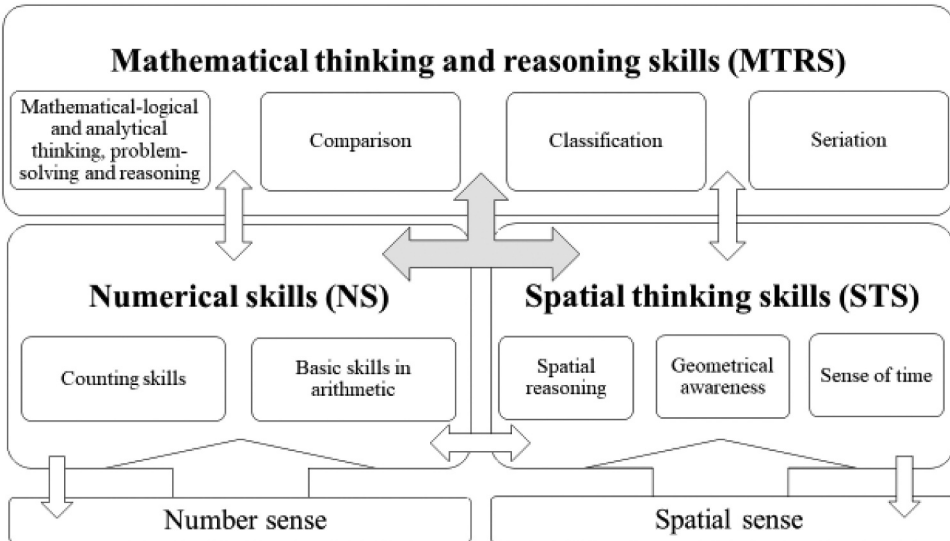 Mathematical thinking and reasoning skills (MTRS)
Mathematical-logical
and analytical
thinking, problem-
solving and reasoning
Comparison
Classification
Seriation
Numerical skills (NS)
Counting skills
Basic skills in
arithmetic
Spatial thinking skills (STS)
Spatial
reasoning
Geometrical
awareness
Sense of time
Number sense
Spatial sense